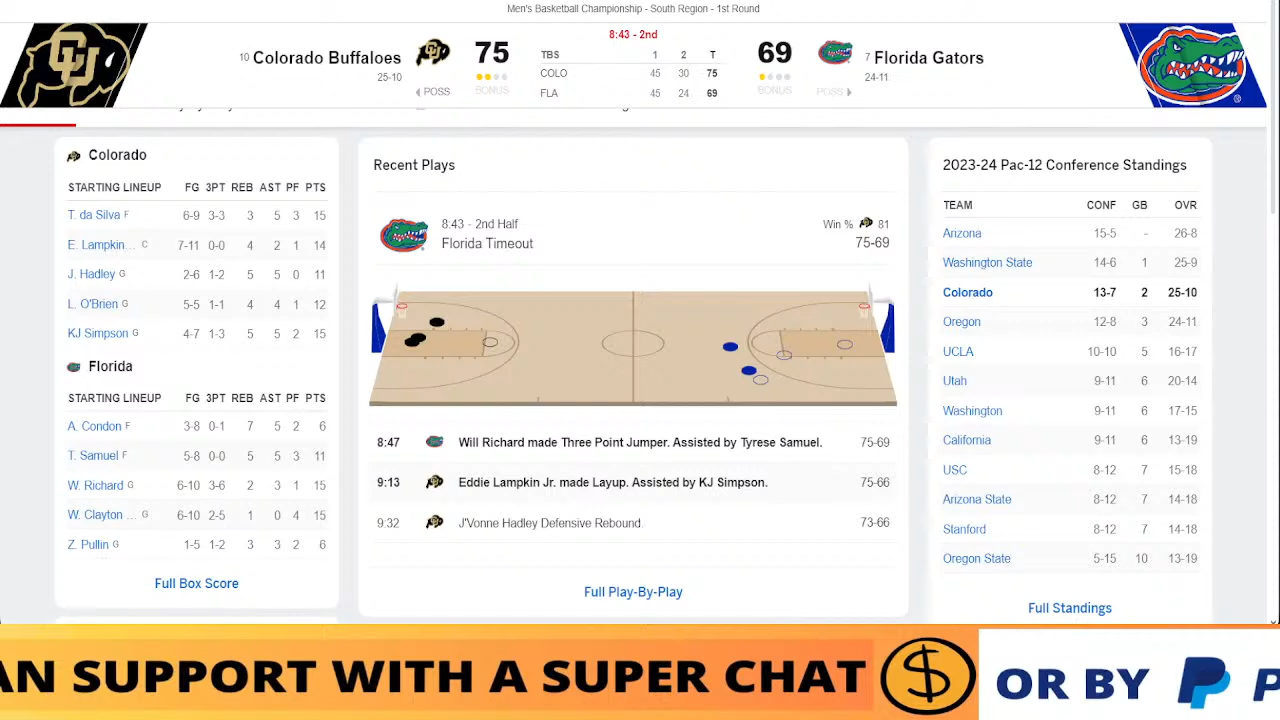 Men's Basketball Championship - South Region - 1st Round
10 Colorado Buffaloes
25-10
75
BONUS
POSS
8:43 - 2nd
TBS 1 2 T
COLO 45 30 75
FLA 45 24 69
69
BONUS
POSS
7 Florida Gators
24-11
Colorado
STARTING LINEUP FG 3PT REB AST PF PTS
T. da Silva F 6-9 3-3 3 5 3 15
E. Lampkin... C 7-11 0-0 4 2 1 14
J. Hadley G 2-6 1-2 5 5 0 11
L. O'Brien G 5-5 1-1 4 4 1 12
KJ Simpson G 4-7 1-3 5 5 2 15
Florida
STARTING LINEUP FG 3PT REB AST PF PTS
A. Condon F 3-8 0-1 7 5 2 6
T. Samuel F 5-8 0-0 5 5 3 11
W. Richard G 6-10 3-6 2 3 1 15
W. Clayton ... G 6-10 2-5 1 0 4 15
Z. Pullin G 1-5 1-2 3 3 2 6
Full Box Score
Recent Plays
8:43 - 2nd Half
Florida Timeout
Win % 81
75-69
8:47 Will Richard made Three Point Jumper. Assisted by Tyrese Samuel. 75-69
9:13 Eddie Lampkin Jr. made Layup. Assisted by KJ Simpson. 75-66
9:32 J'Vonne Hadley Defensive Rebound. 73-66
Full Play-By-Play
2023-24 Pac-12 Conference Standings
TEAM CONF GB OVR
Arizona 15-5 - 26-8
Washington State 14-6 1 25-9
Colorado 13-7 2 25-10
Oregon 12-8 3 24-11
UCLA 10-10 5 16-17
Utah 9-11 6 20-14
Washington 9-11 6 17-15
California 9-11 6 13-19
USC 8-12 7 15-18
Arizona State 8-12 7 14-18
Stanford 8-12 7 14-18
Oregon State 5-15 10 13-19
Full Standings
AN SUPPORT WITH A SUPER CHAT $ OR BY P